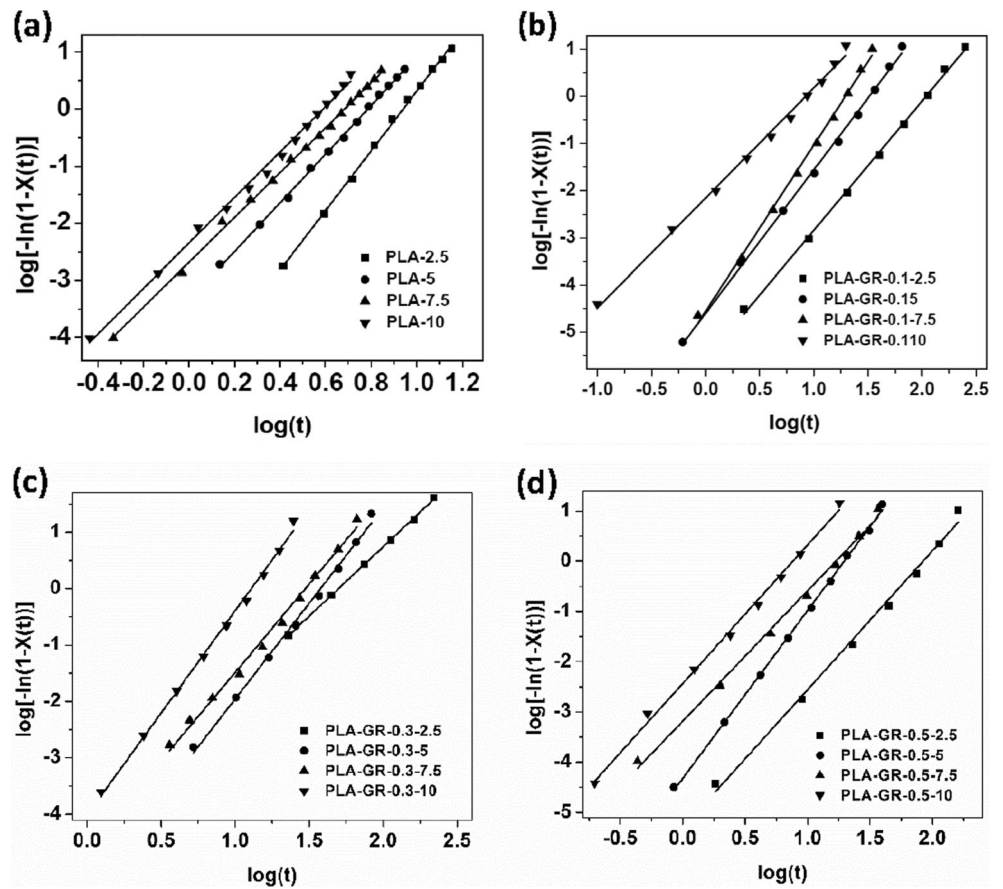 (a)
log[-ln(1-X(t))]
1
0
-1
-2
-3
-4
PLA-2.5
PLA-5
PLA-7.5
PLA-10
-0.4 -0.2 0.0 0.2 0.4 0.6 0.8 1.0 1.2
log(t)
(b)
log[-ln(1-X(t))]
1
0
-1
-2
-3
-4
-5
PLA-GR-0.1-2.5
PLA-GR-0.15
PLA-GR-0.1-7.5
PLA-GR-0.110
-1.0 -0.5 0.0 0.5 1.0 1.5 2.0 2.5
log(t)
(c)
log[-ln(1-X(t))]
1
0
-1
-2
-3
-4
PLA-GR-0.3-2.5
PLA-GR-0.3-5
PLA-GR-0.3-7.5
PLA-GR-0.3-10
0.0 0.5 1.0 1.5 2.0 2.5
log(t)
(d)
log[-ln(1-X(t))]
1
0
-1
-2
-3
-4
-5
PLA-GR-0.5-2.5
PLA-GR-0.5-5
PLA-GR-0.5-7.5
PLA-GR-0.5-10
-0.5 0.0 0.5 1.0 1.5 2.0
log(t)